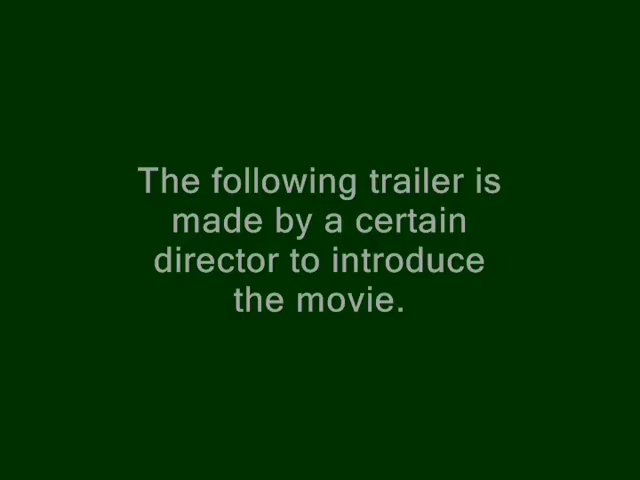 The following trailer is
made by a certain
director to introduce
the movie.